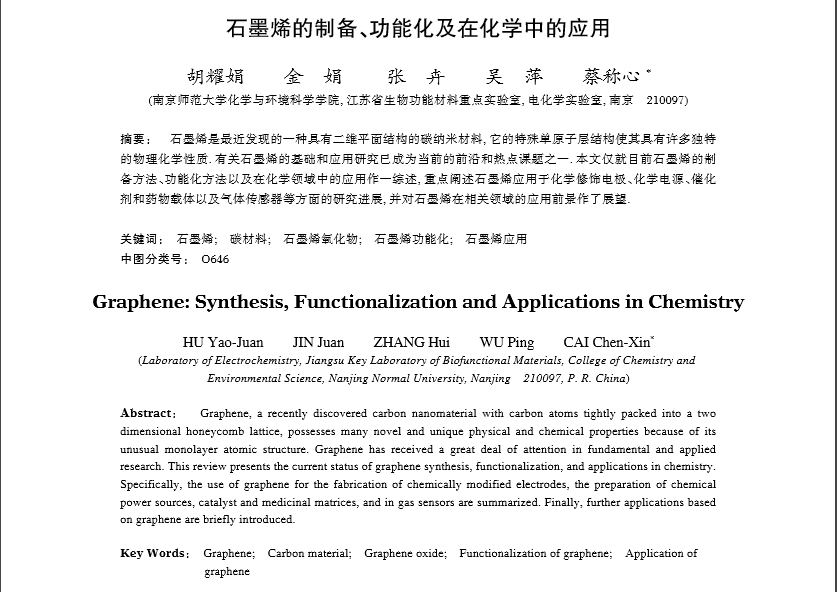 石墨烯的制备、功能化及在化学中的应用
胡耀娟 金 娟 张 卉 吴 萍 蔡称心*
(南京师范大学化学与环境科学学院, 江苏省生物功能材料重点实验室, 电化学实验室, 南京 210097)
摘要： 石墨烯是最近发现的一种具有二维平面结构的碳纳米材料, 它的特殊单原子层结构使其具有许多独特
的物理化学性质. 有关石墨烯的基础和应用研究已成为当前的前沿和热点课题之一. 本文仅就目前石墨烯的制
备方法、功能化方法以及在化学领域中的应用作一综述, 重点阐述石墨烯应用于化学修饰电极、化学电源、催化
剂和药物载体以及气体传感器等方面的研究进展, 并对石墨烯在相关领域的应用前景作了展望.
关键词： 石墨烯； 碳材料； 石墨烯氧化物； 石墨烯功能化； 石墨烯应用
中图分类号： O646
Graphene: Synthesis, Functionalization and Applications in Chemistry
HU Yao-Juan JIN Juan ZHANG Hui WU Ping CAI Chen-Xin*
(Laboratory of Electrochemistry, Jiangsu Key Laboratory of Biofunctional Materials, College of Chemistry and
Environmental Science, Nanjing Normal University, Nanjing 210097, P. R. China)
Abstract： Graphene, a recently discovered carbon nanomaterial with carbon atoms tightly packed into a two
dimensional honeycomb lattice, possesses many novel and unique physical and chemical properties because of its
unusual monolayer atomic structure. Graphene has received a great deal of attention in fundamental and applied
research. This review presents the current status of graphene synthesis, functionalization, and applications in chemistry.
Specifically, the use of graphene for the fabrication of chemically modified electrodes, the preparation of chemical
power sources, catalyst and medicinal matrices, and in gas sensors are summarized. Finally, further applications based
on graphene are briefly introduced.
Key Words： Graphene； Carbon material； Graphene oxide； Functionalization of graphene； Application of
graphene